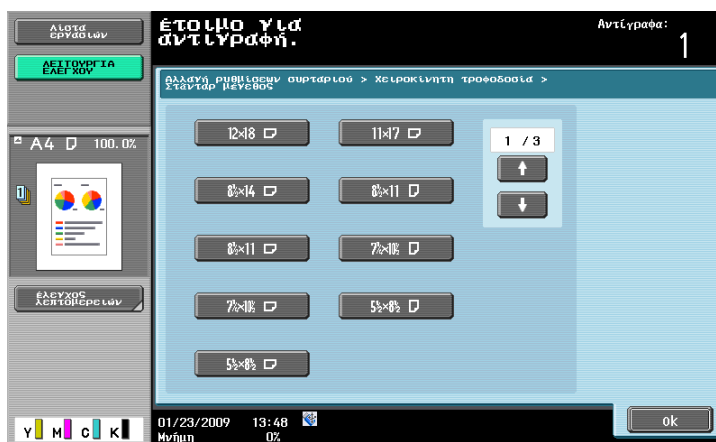 Λίστα
εργασιών
έτοιμο για
αντιγραφή.
Αντίγραφα:
1
ΛΕΙΤΟΥΡΓΙΑ
ΕΛΕΓΧΟΥ
Αλλαγή ρυθμίσεων συρταριού > Χειροκίνητη τροφοδοσία >
Στάνταρ μέγεθος
A4 100.0%
1
12×18
11×17
1 / 3
8½×14
8½×11
8½×11
7¼×10½
7¼×10½
5½×8½
5½×8½
έλεγχος
λεπτομερειών
ok
01/23/2009 13:48
Μνήμη 0%
Y M C K